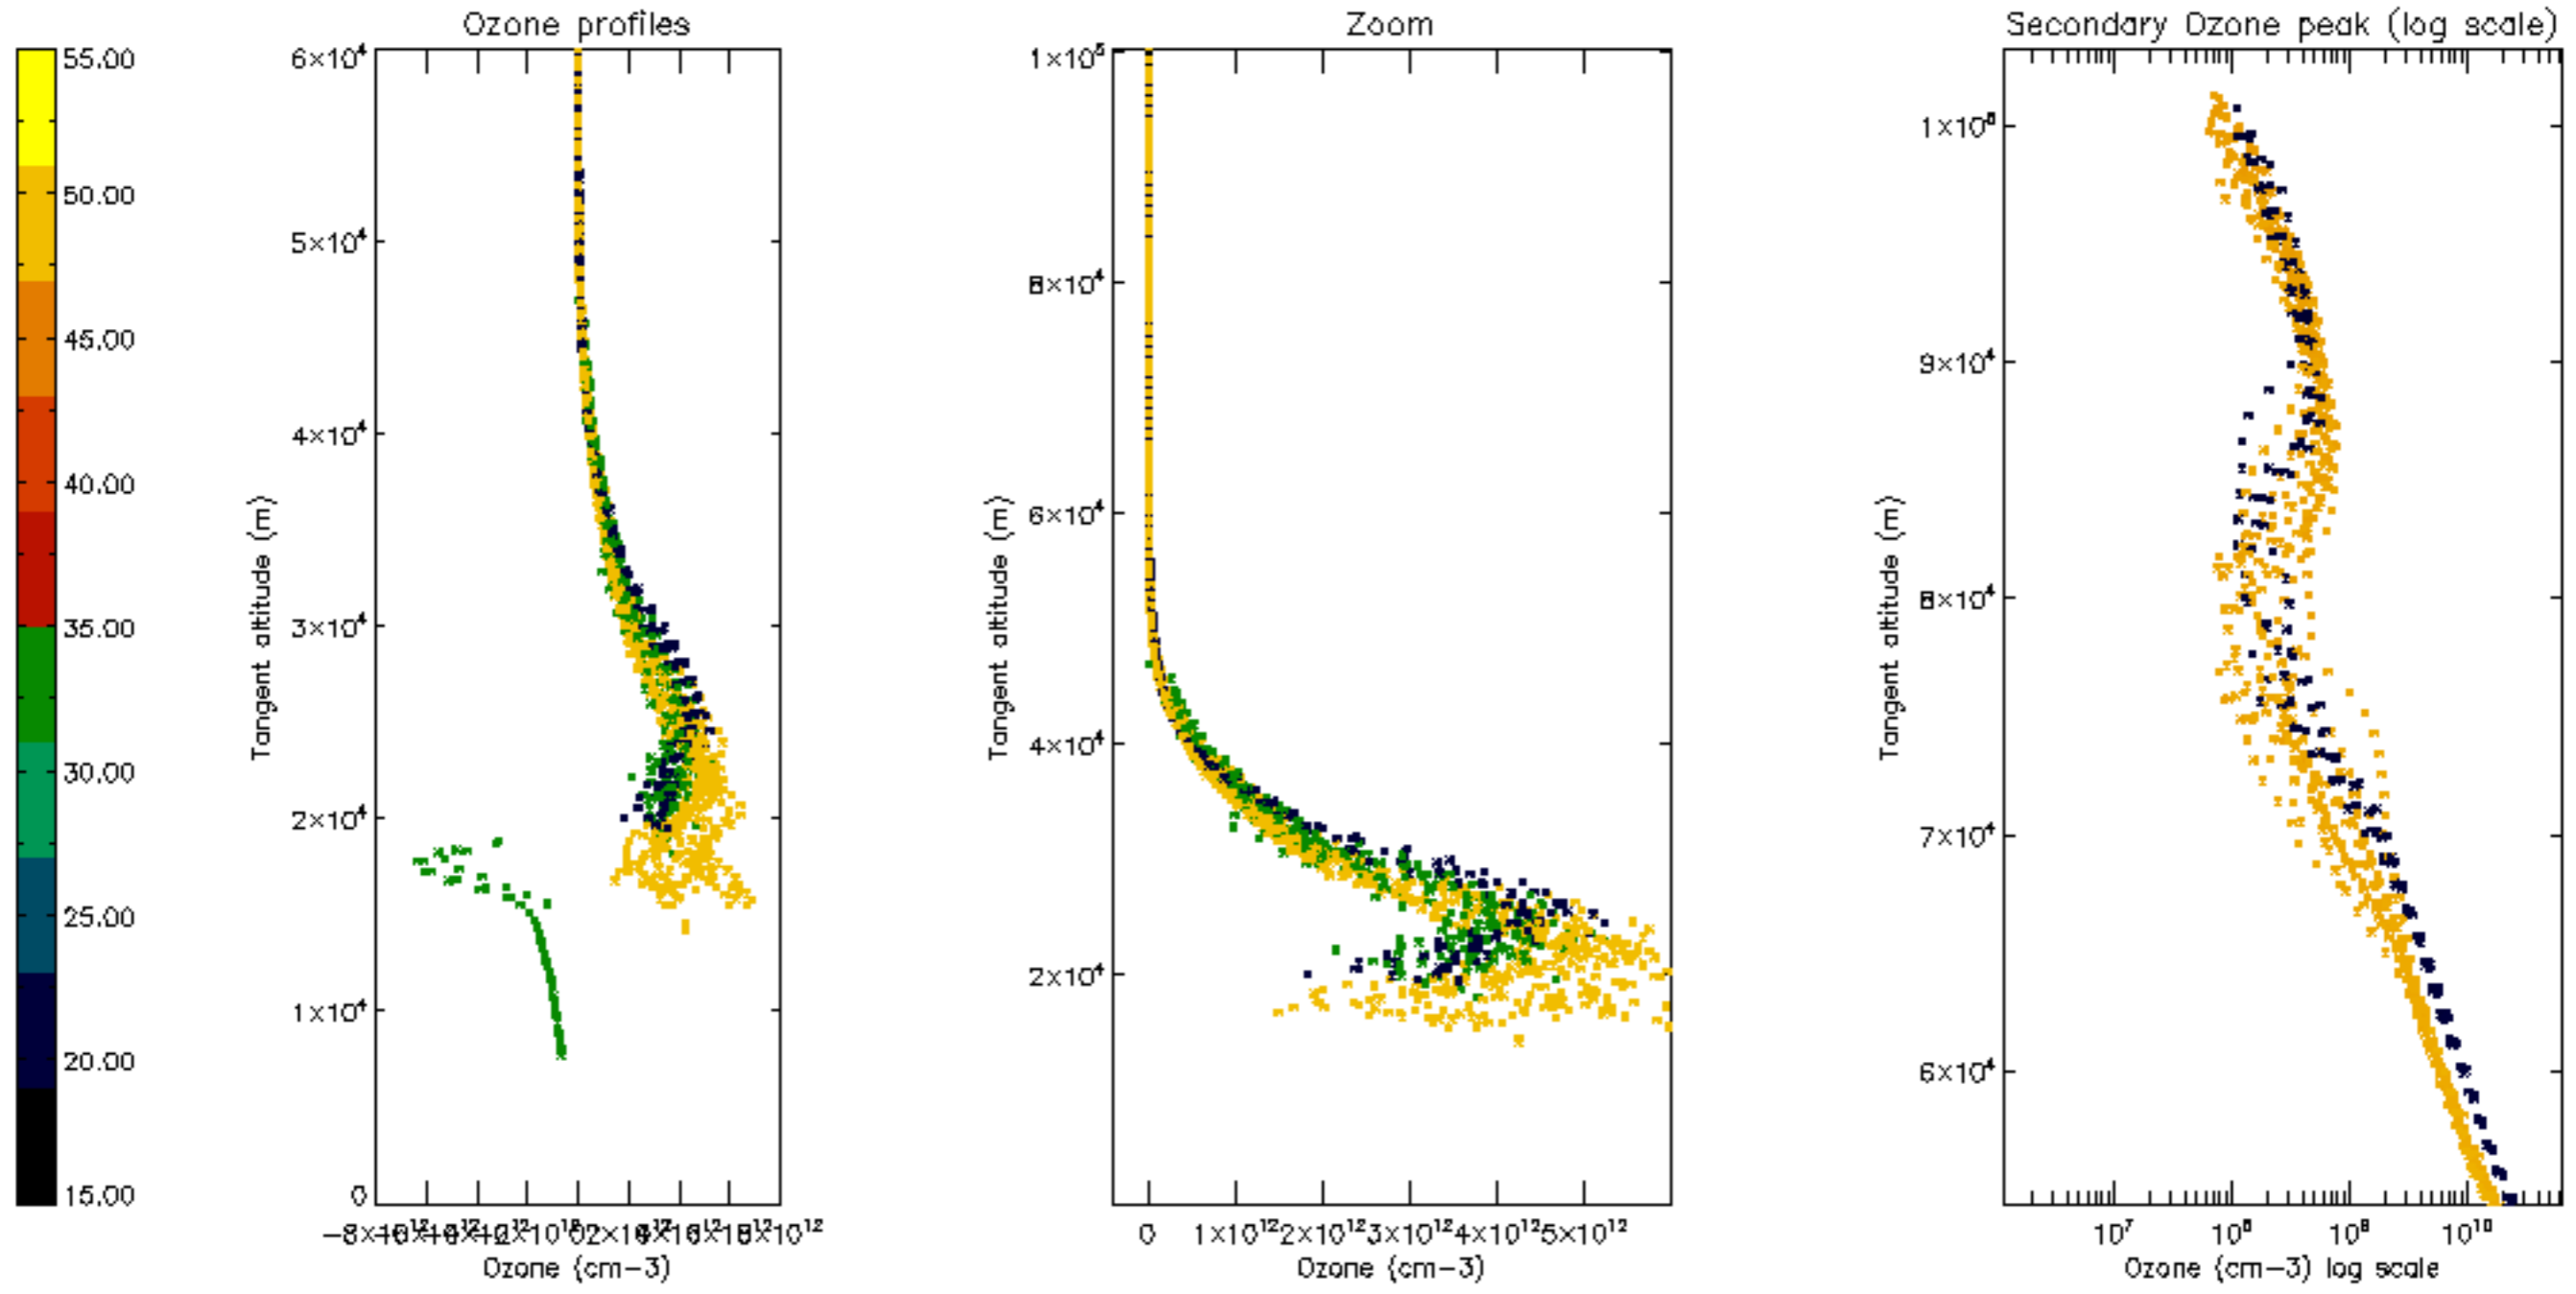 Ozone profiles
Zoom
Secondary Ozone peak (log scale)
55.00
50.00
45.00
40.00
35.00
30.00
25.00
20.00
15.00
6×10⁴
5×10⁴
4×10⁴
3×10⁴
2×10⁴
1×10⁴
0
Tangent altitude (m)
Ozone (cm-3)
1×10⁵
8×10⁴
6×10⁴
4×10⁴
2×10⁴
Tangent altitude (m)
0 1×10¹² 2×10¹² 3×10¹² 4×10¹² 5×10¹²
Ozone (cm-3)
1×10⁵
9×10⁴
8×10⁴
7×10⁴
6×10⁴
Tangent altitude (m)
10⁷ 10⁸ 10⁹ 10¹⁰
Ozone (cm-3) log scale